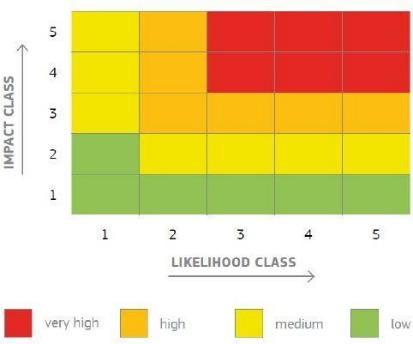 IMPACT CLASS
5
4
3
2
1
1 2 3 4 5
LIKELIHOOD CLASS
very high high medium low